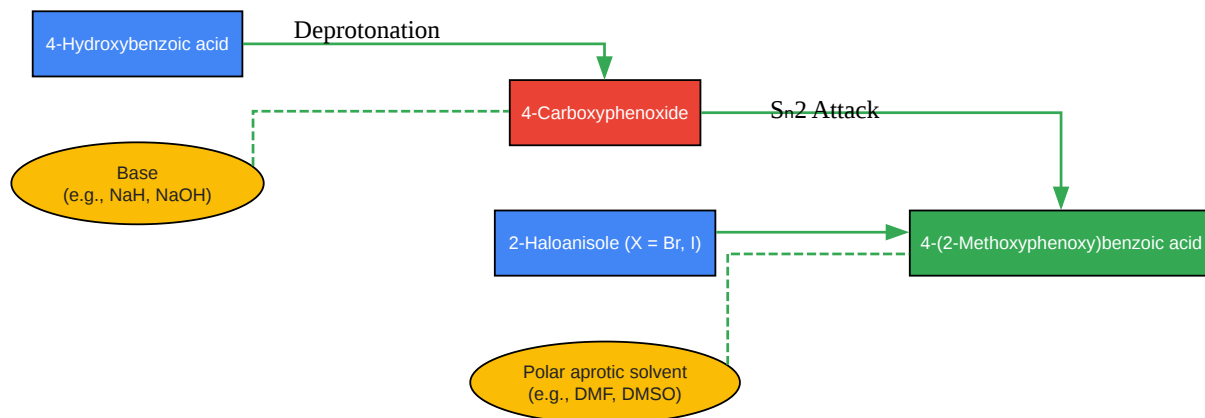 4-Hydroxybenzoic acid
Deprotonation
4-Carboxyphenoxide
Sₙ2 Attack
Base
(e.g., NaH, NaOH)
2-Haloanisole (X = Br, I)
4-(2-Methoxyphenoxy)benzoic acid
Polar aprotic solvent
(e.g., DMF, DMSO)